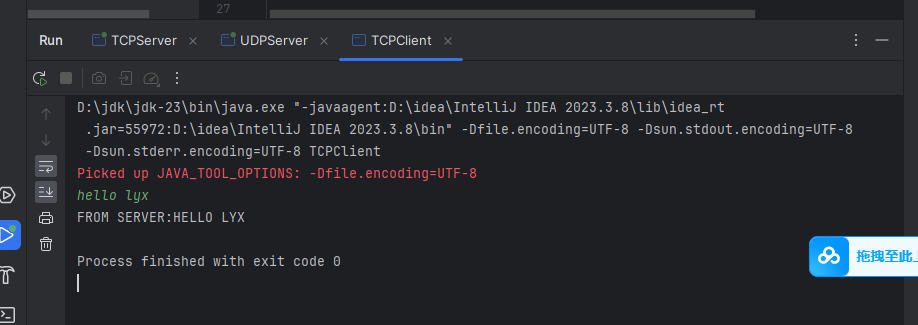 27
Run TCPServer UDPServer TCPClient
D:\jdk\jdk-23\bin\java.exe "-javaagent:D:\idea\IntelliJ IDEA 2023.3.8\lib\idea_rt
.jar=55972:D:\idea\IntelliJ IDEA 2023.3.8\bin" -Dfile.encoding=UTF-8 -Dsun.stdout.encoding=UTF-8
-Dsun.stderr.encoding=UTF-8 TCPClient
Picked up JAVA_TOOL_OPTIONS: -Dfile.encoding=UTF-8
hello lyx
FROM SERVER:HELLO LYX
Process finished with exit code 0
拖拽至此